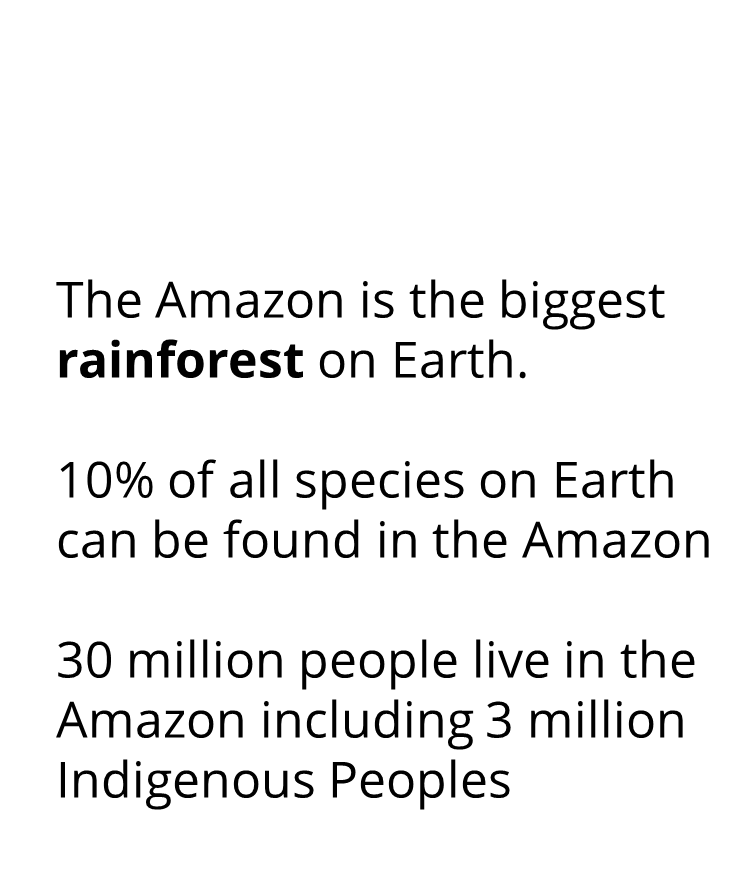 The Amazon is the biggest
rainforest on Earth.
10% of all species on Earth
can be found in the Amazon
30 million people live in the
Amazon including 3 million
Indigenous Peoples